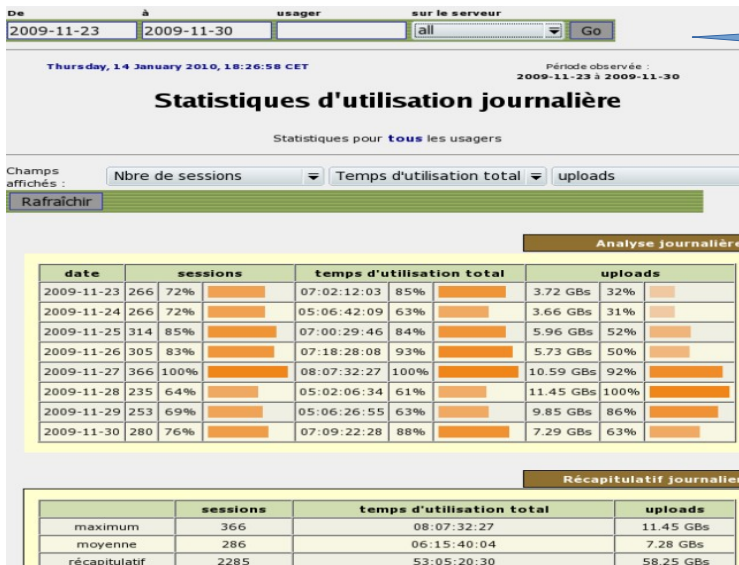 De à usager sur le serveur
2009-11-23 2009-11-30 all Go
Thursday, 14 January 2010, 18:26:58 CET
Période observée :
2009-11-23 à 2009-11-30
Statistiques d'utilisation journalière
Statistiques pour tous les usagers
Champs affichés : Nbre de sessions Temps d'utilisation total uploads
Rafraîchir
Analyse journalière
date sessions temps d'utilisation total uploads
2009-11-23 266 72% 07:02:12:03 85% 3.72 GBs 32%
2009-11-24 266 72% 05:06:42:09 63% 3.66 GBs 31%
2009-11-25 314 85% 07:00:29:46 84% 5.96 GBs 52%
2009-11-26 305 83% 07:18:28:08 93% 5.73 GBs 50%
2009-11-27 366 100% 08:07:32:27 100% 10.59 GBs 92%
2009-11-28 235 64% 05:02:06:34 61% 11.45 GBs 100%
2009-11-29 253 69% 05:06:26:55 63% 9.85 GBs 86%
2009-11-30 280 76% 07:09:22:28 88% 7.29 GBs 63%
Récapitulatif journalie
sessions temps d'utilisation total uploads
maximum 366 08:07:32:27 11.45 GBs
moyenne 286 06:15:40:04 7.28 GBs
récapitulatif 2285 53:05:20:30 58.25 GBs